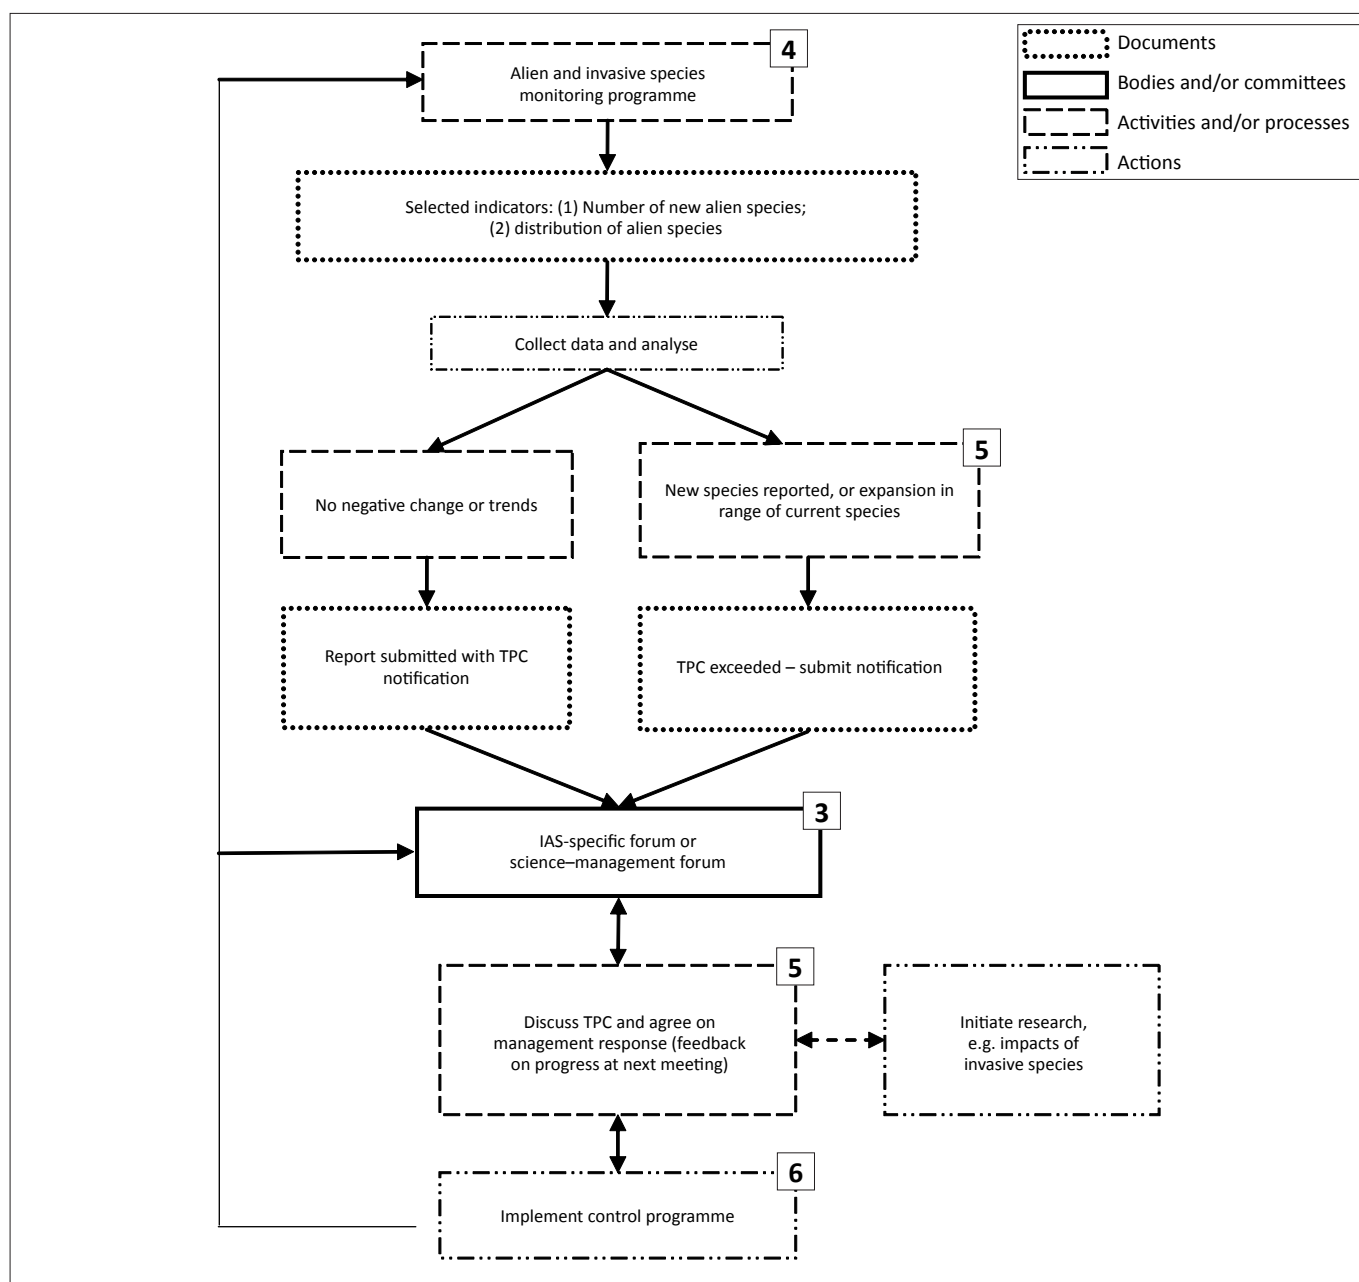 Documents
Bodies and/or committees
Activities and/or processes
Actions
4
Alien and invasive species
monitoring programme
Selected indicators: (1) Number of new alien species;
(2) distribution of alien species
Collect data and analyse
No negative change or trends
5
New species reported, or expansion in
range of current species
Report submitted with TPC
notification
TPC exceeded – submit notification
3
IAS-specific forum or
science–management forum
5
Discuss TPC and agree on
management response (feedback
on progress at next meeting)
Initiate research,
e.g. impacts of
invasive species
6
Implement control programme